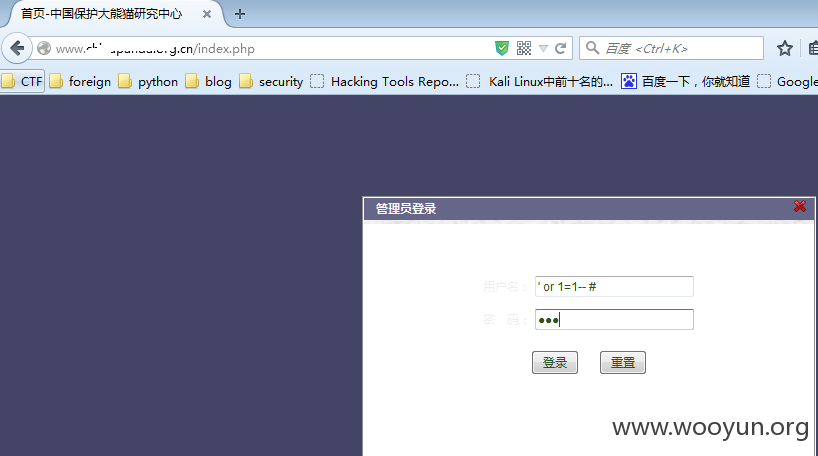 首页-中国保护大熊猫研究中心
org.cn/index.php
百度 <Ctrl+K>
CTF foreign python blog security Hacking Tools Repo... Kali Linux中前十名的... 百度一下，你就知道 Google
管理员登录
用户名： ' or 1=1-- #
密 码： ●●●
登录 重置
www.wooyun.org